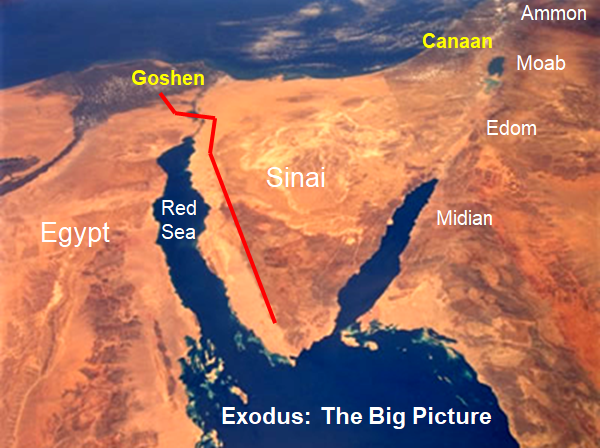 Ammon
Canaan
Moab
Goshen
Edom
Sinai
Red
Sea
Midian
Egypt
Exodus: The Big Picture